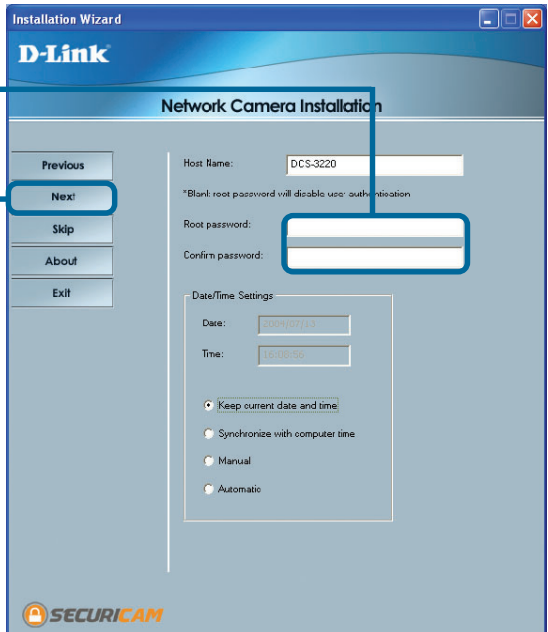 Installation Wizard
D-Link
Network Camera Installation
Previous
Next
Skip
About
Exit
Host Name: DCS-3220
*Blank root password will disable user authentication
Root password:
Confirm password:
Date/Time Settings
Date:
Time:
Keep current date and time
Synchronize with computer time
Manual
Automatic
SECURICAM